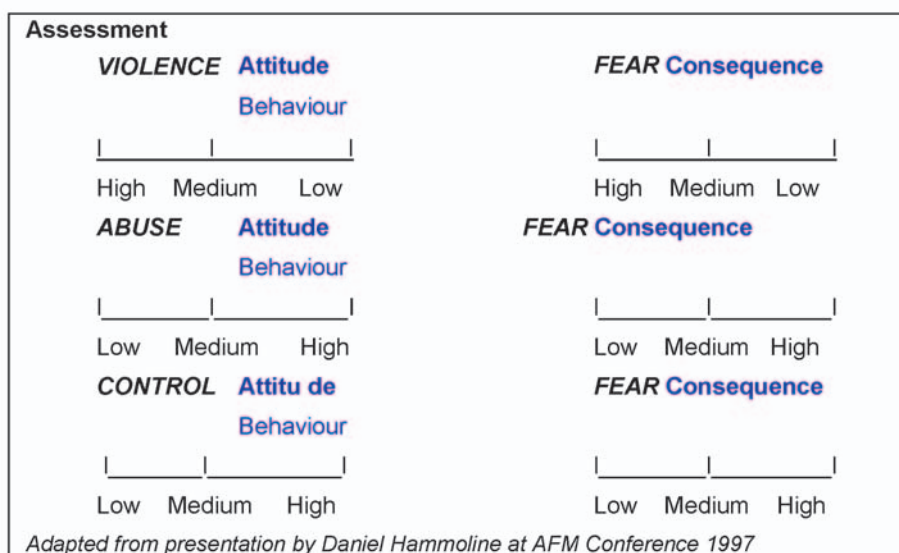 Assessment
VIOLENCE Attitude FEAR Consequence
Behaviour
High Medium Low High Medium Low
ABUSE Attitude FEAR Consequence
Behaviour
Low Medium High Low Medium High
CONTROL Attitu de FEAR Consequence
Behaviour
Low Medium High Low Medium High
Adapted from presentation by Daniel Hammoline at AFM Conference 1997